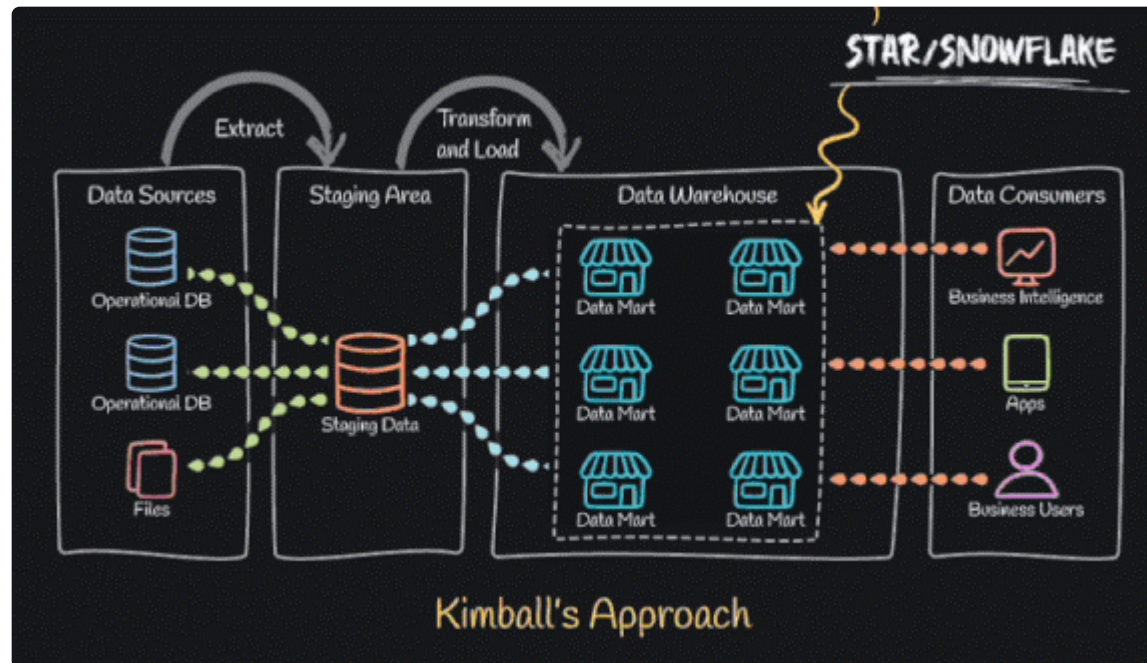 STAR/SNOWFLAKE
Extract
Transform
and Load
Data Sources
Staging Area
Data Warehouse
Data Consumers
Operational DB
Data Mart
Data Mart
Business Intelligence
Operational DB
Staging Data
Data Mart
Data Mart
Apps
Files
Data Mart
Data Mart
Business Users
Kimball's Approach